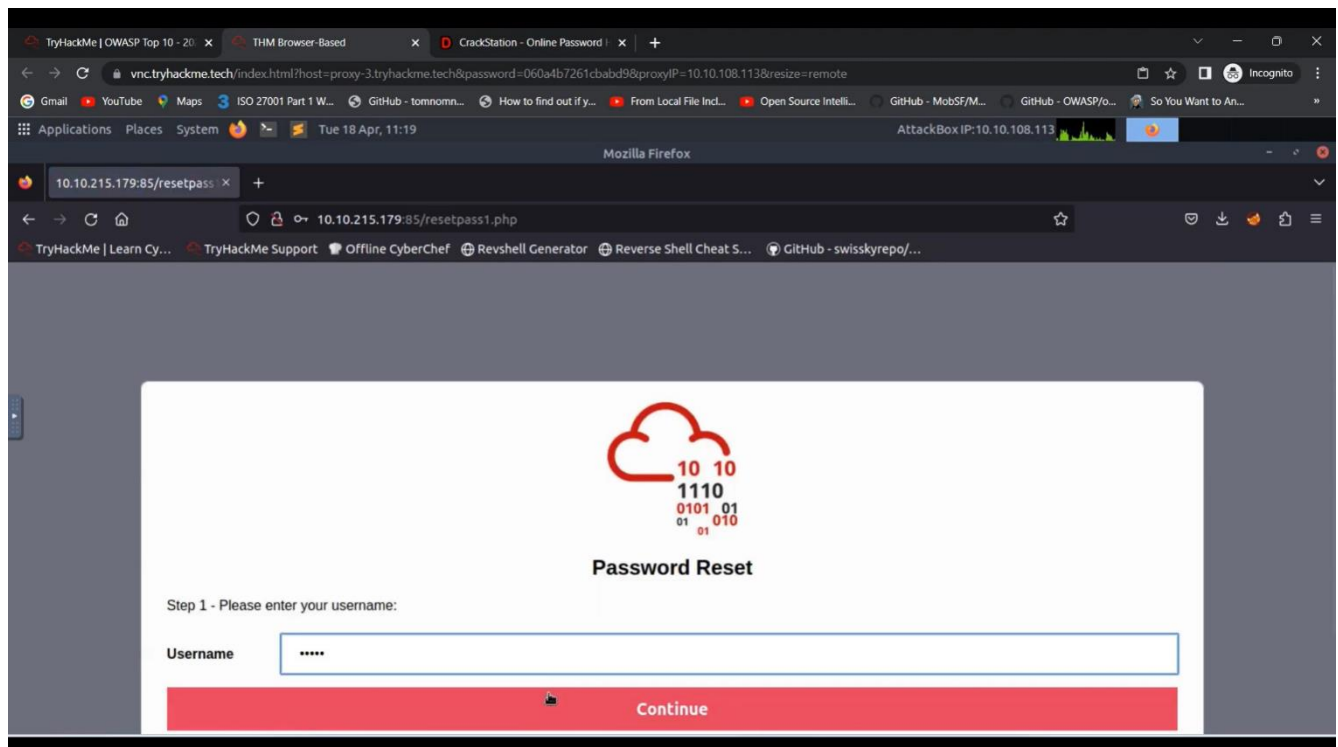 TryHackMe | OWASP Top 10 - 20
THM Browser-Based
CrackStation - Online Password H
vnc.tryhackme.tech/index.html?host=proxy-3.tryhackme.tech&password=060a4b7261cbabd9&proxyIP=10.10.108.113&resize=remote
Incognito
Gmail YouTube Maps ISO 27001 Part 1 W... GitHub - tomnomn... How to find out if y... From Local File Incl... Open Source Intelli... GitHub - MobSF/M... GitHub - OWASP/o... So You Want to An... »
Applications Places System Tue 18 Apr, 11:19 AttackBox IP:10.10.108.113
Mozilla Firefox
10.10.215.179:85/resetpass1
10.10.215.179:85/resetpass1.php
TryHackMe | Learn Cy... TryHackMe Support Offline CyberChef Revshell Generator Reverse Shell Cheat S... GitHub - swisskyrepo/...
10 10
1110
0101 01
01 010
01
Password Reset
Step 1 - Please enter your username:
Username •••••
Continue